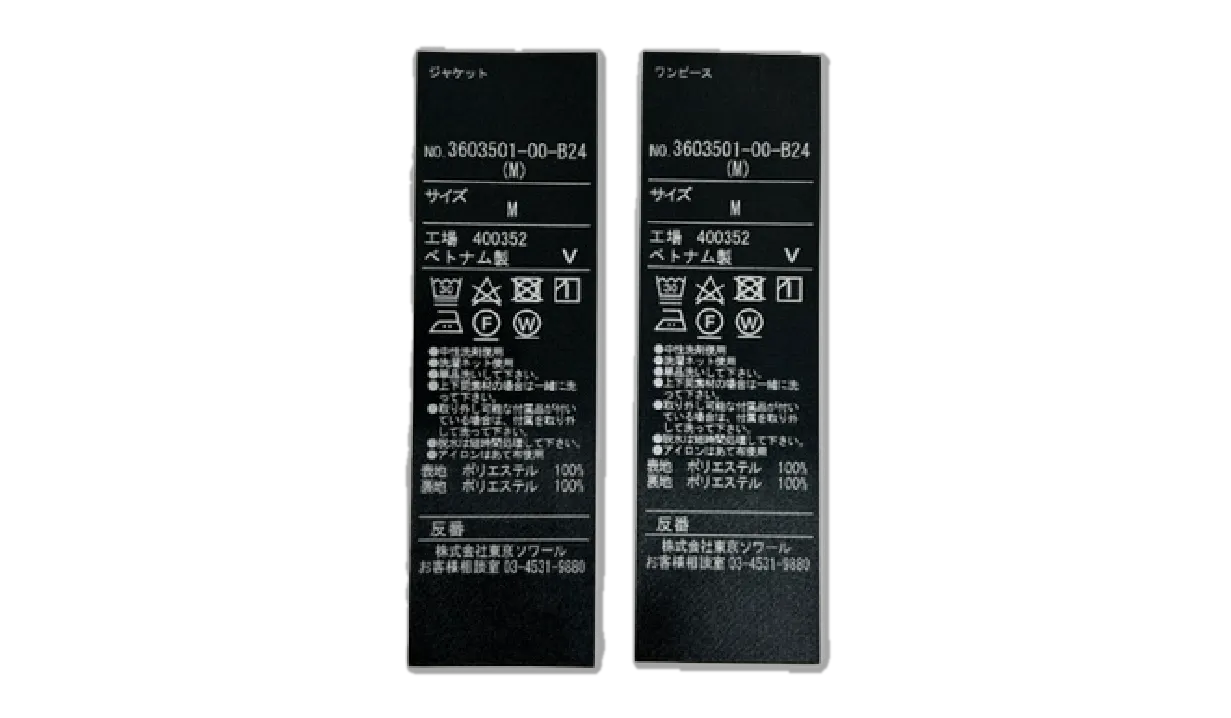 ジャケット
NO. 3603501-00-B24
(M)
サイズ
M
工場 400352
ベトナム製 V
30
F W
●中性洗剤使用
●洗濯ネット使用
●単品洗いして下さい。
●上下同素材の場合は一緒に洗
って下さい。
●取り外し可能な付属品が付い
ている場合は、付属を取り外
して洗って下さい。
●脱水は短時間処理して下さい。
●アイロンはあて布使用
表地 ポリエステル 100%
裏地 ポリエステル 100%
反番
株式会社東京ソワール
お客様相談室 03-4531-9880
ワンピース
NO. 3603501-00-B24
(M)
サイズ
M
工場 400352
ベトナム製 V
30
F W
●中性洗剤使用
●洗濯ネット使用
●単品洗いして下さい。
●上下同素材の場合は一緒に洗
って下さい。
●取り外し可能な付属品が付い
ている場合は、付属を取り外
して洗って下さい。
●脱水は短時間処理して下さい。
●アイロンはあて布使用
表地 ポリエステル 100%
裏地 ポリエステル 100%
反番
株式会社東京ソワール
お客様相談室 03-4531-9880